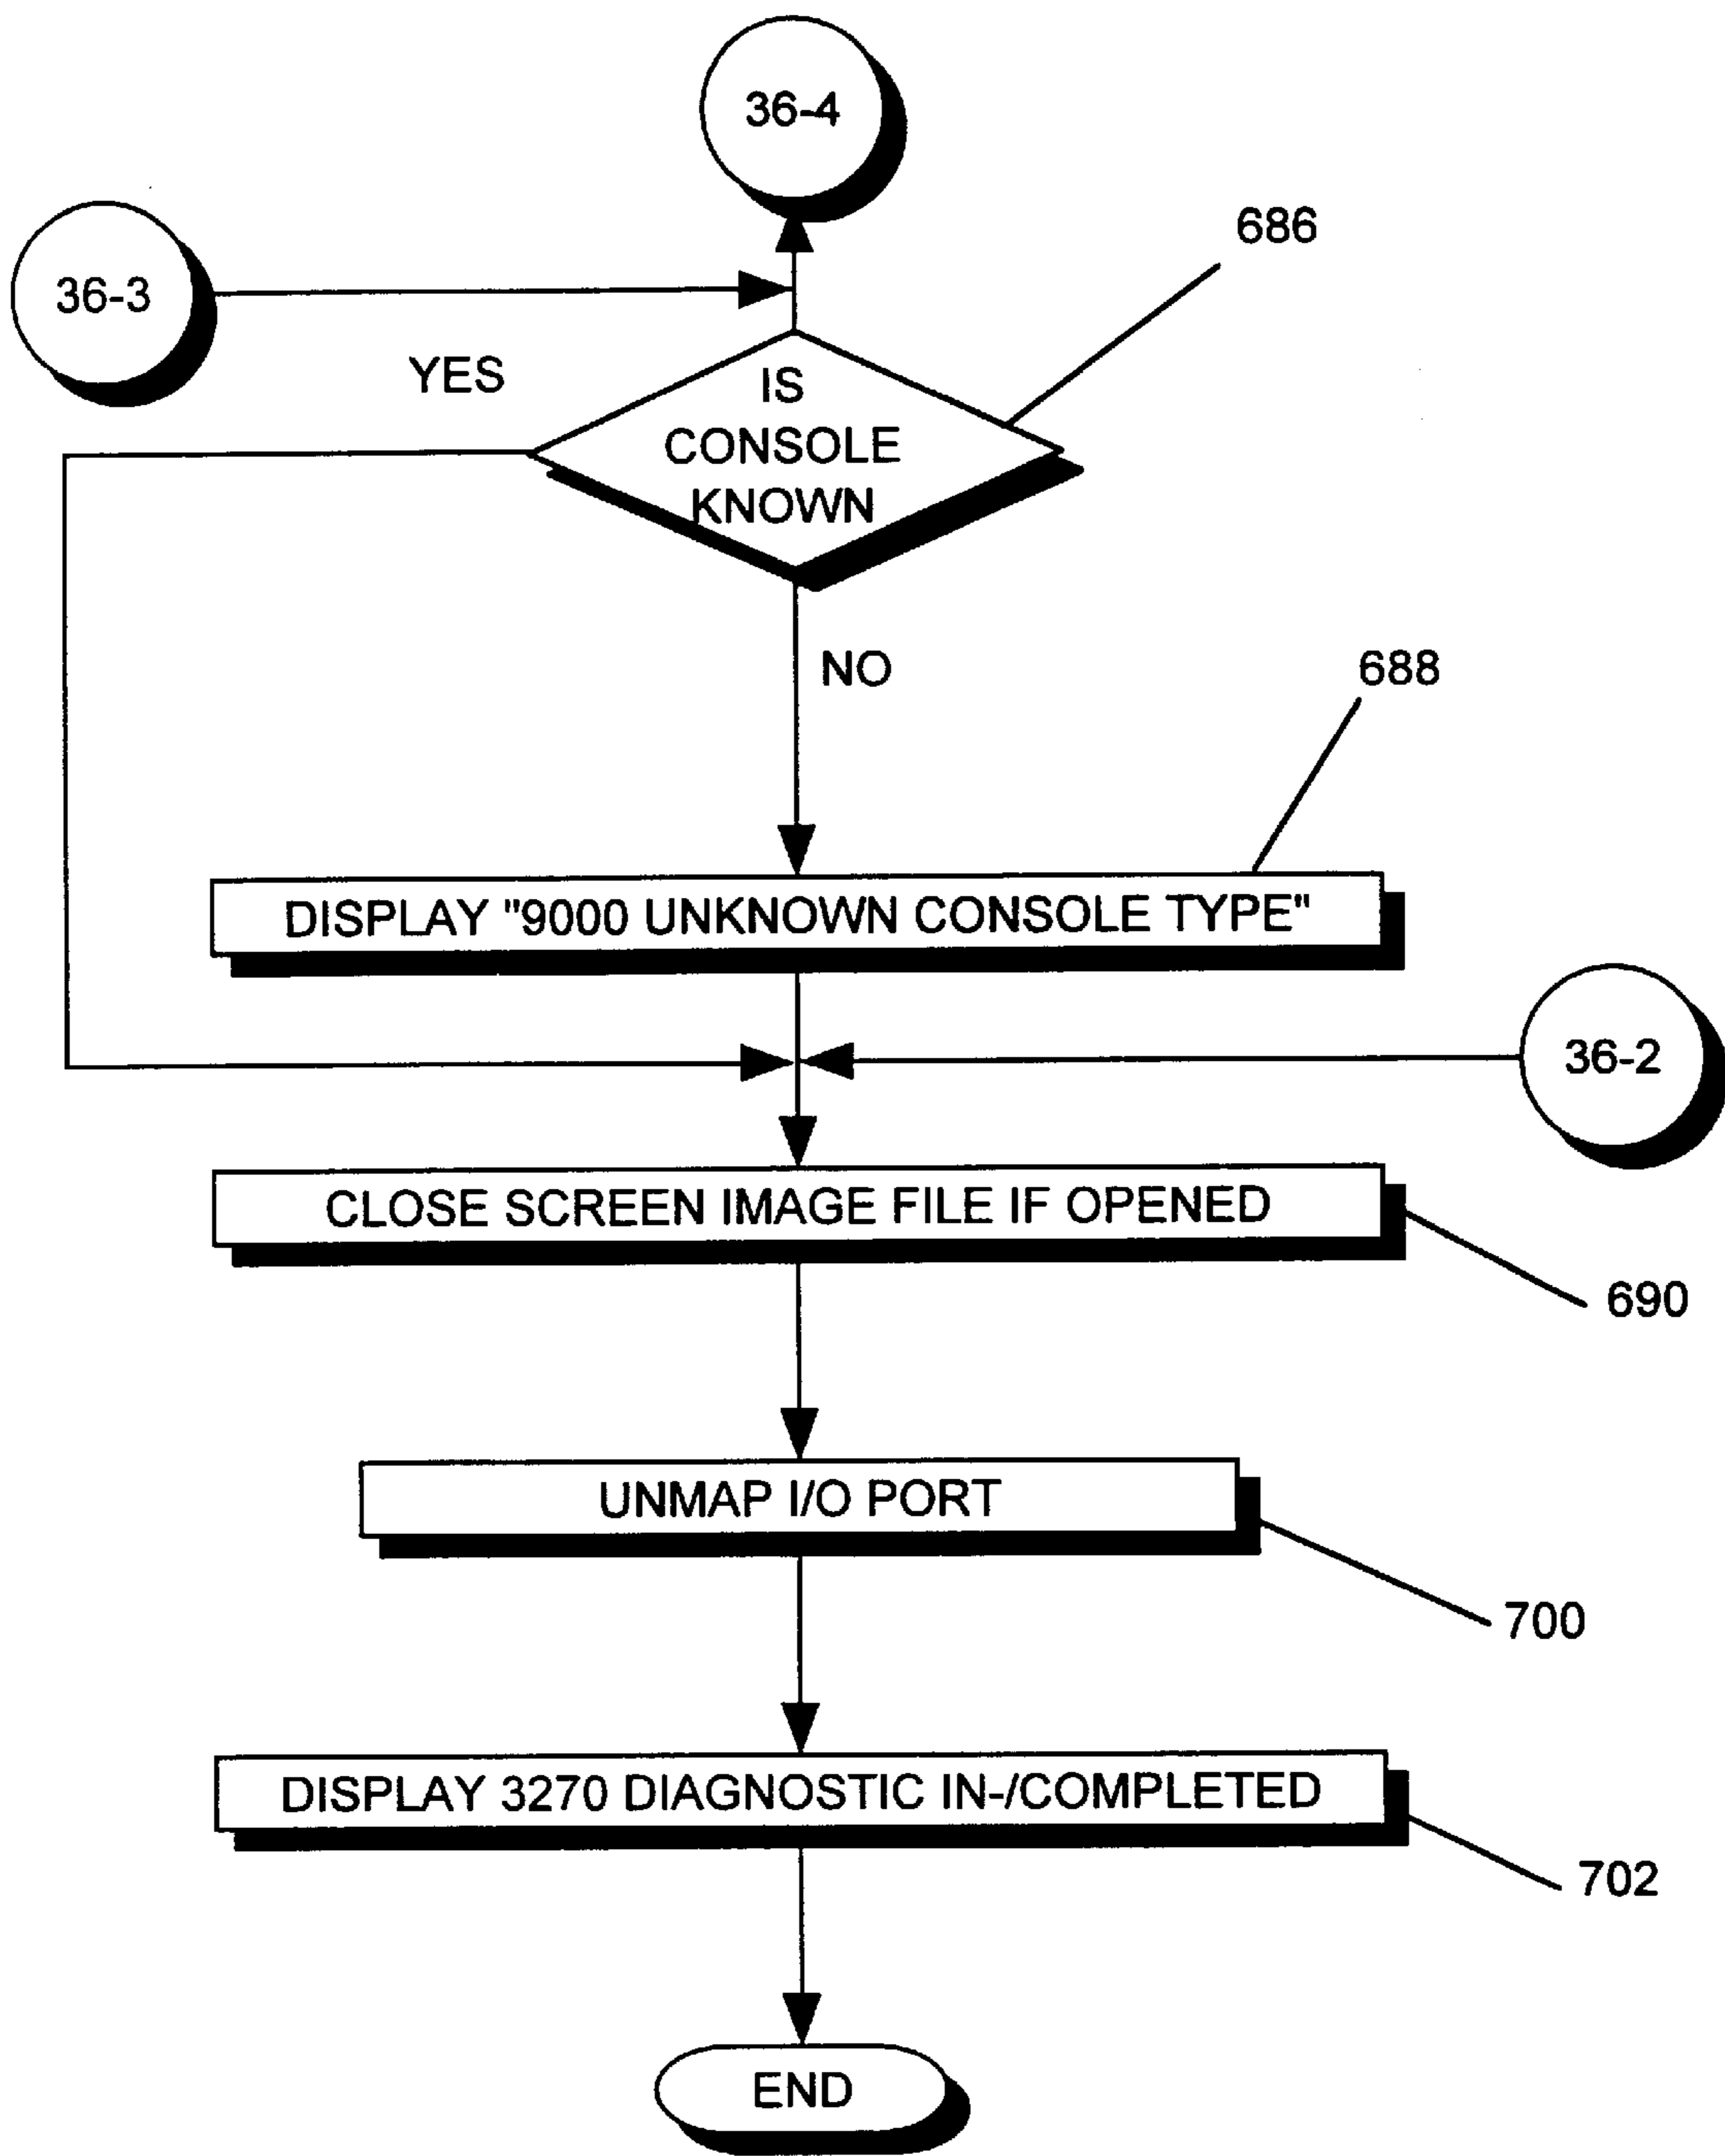 36-4
686
36-3
YES
IS
CONSOLE
KNOWN
NO
688
DISPLAY "9000 UNKNOWN CONSOLE TYPE"
36-2
CLOSE SCREEN IMAGE FILE IF OPENED
690
UNMAP I/O PORT
700
DISPLAY 3270 DIAGNOSTIC IN-/COMPLETED
702
END